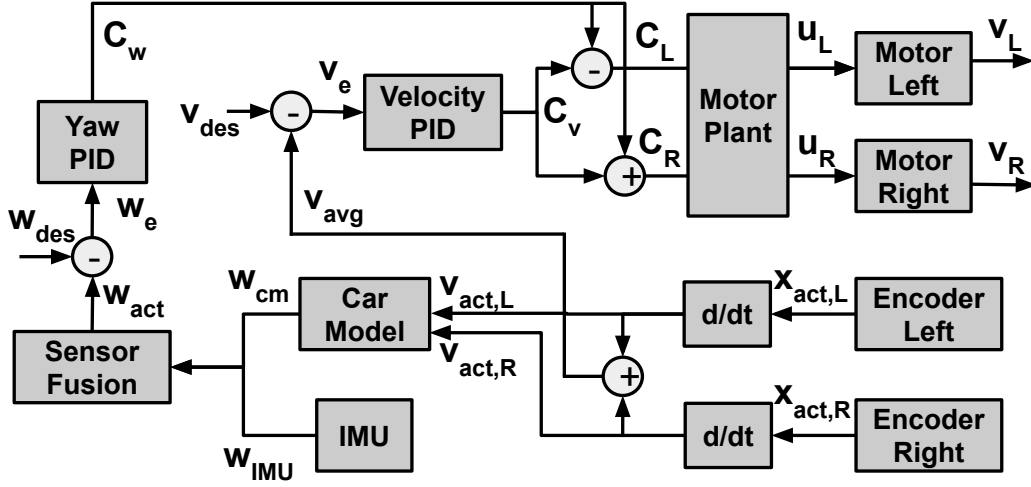 C_w
Yaw
PID
w_e
w_des
-
w_act
Sensor
Fusion
v_des
-
v_e
Velocity
PID
C_v
v_avg
-
+
C_L
C_R
Motor
Plant
u_L
u_R
Motor
Left
Motor
Right
v_L
v_R
w_cm
Car
Model
v_act,L
v_act,R
w_IMU
IMU
+
d/dt
d/dt
x_act,L
x_act,R
Encoder
Left
Encoder
Right